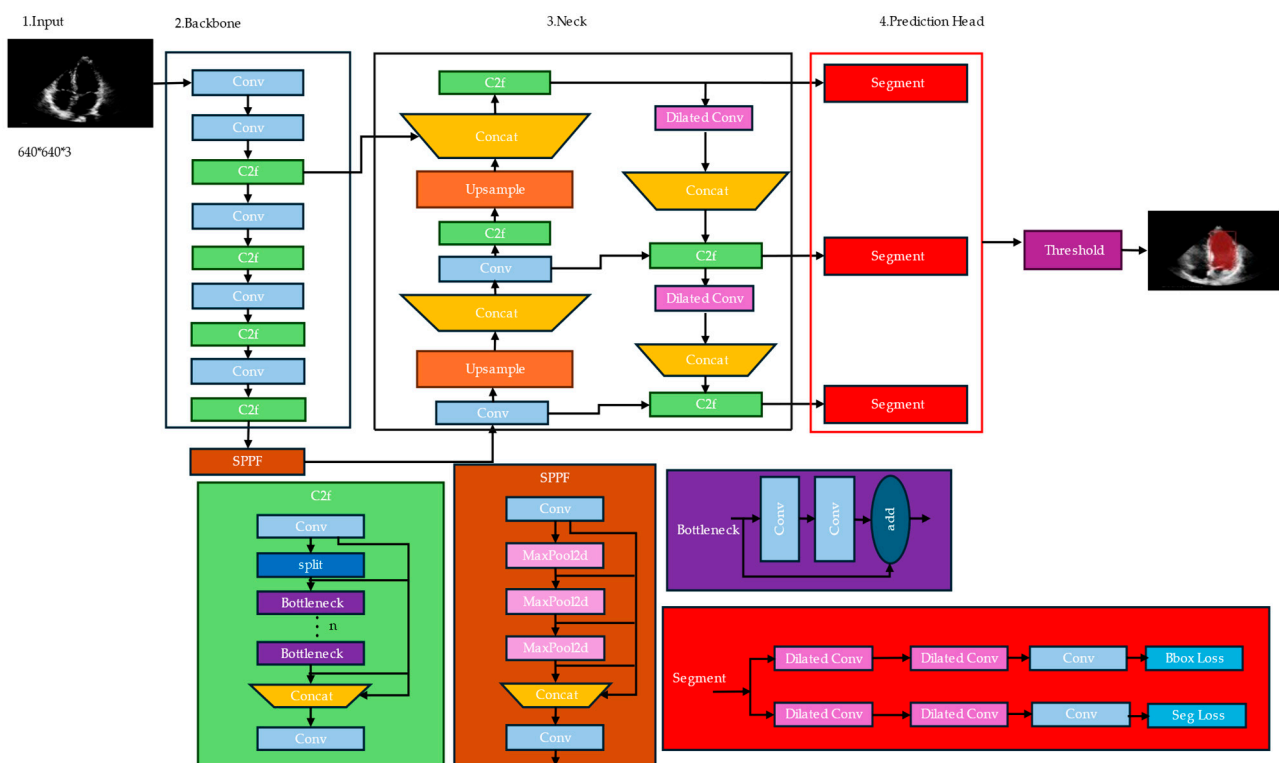 1.Input
2.Backbone
3.Neck
4.Prediction Head
640*640*3
Conv
Conv
C2f
Conv
C2f
Conv
C2f
Conv
C2f
SPPF
C2f
Concat
Upsample
C2f
Conv
Concat
Upsample
Conv
Dilated Conv
Concat
C2f
Dilated Conv
Concat
C2f
Segment
Segment
Segment
Threshold
C2f
Conv
split
Bottleneck
n
Bottleneck
Concat
Conv
SPPF
Conv
MaxPool2d
MaxPool2d
MaxPool2d
Concat
Conv
Bottleneck
Conv
Conv
add
Segment
Dilated Conv
Dilated Conv
Conv
Bbox Loss
Dilated Conv
Dilated Conv
Conv
Seg Loss